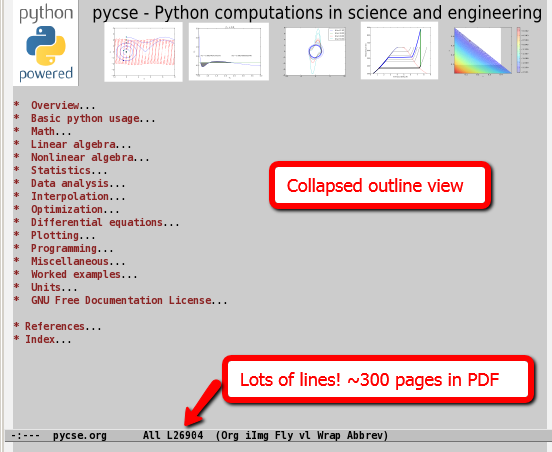 python
powered
pycse - Python computations in science and engineering
* Overview...
* Basic python usage...
* Math...
* Linear algebra...
* Nonlinear algebra...
* Statistics...
* Data analysis...
* Interpolation...
* Optimization...
* Differential equations...
* Plotting...
* Programming...
* Miscellaneous...
* Worked examples...
* Units...
* GNU Free Documentation License...
* References...
* Index...
Collapsed outline view
Lots of lines! ~300 pages in PDF
-:--- pycse.org All L26904 (Org iImg Fly vl Wrap Abbrev)